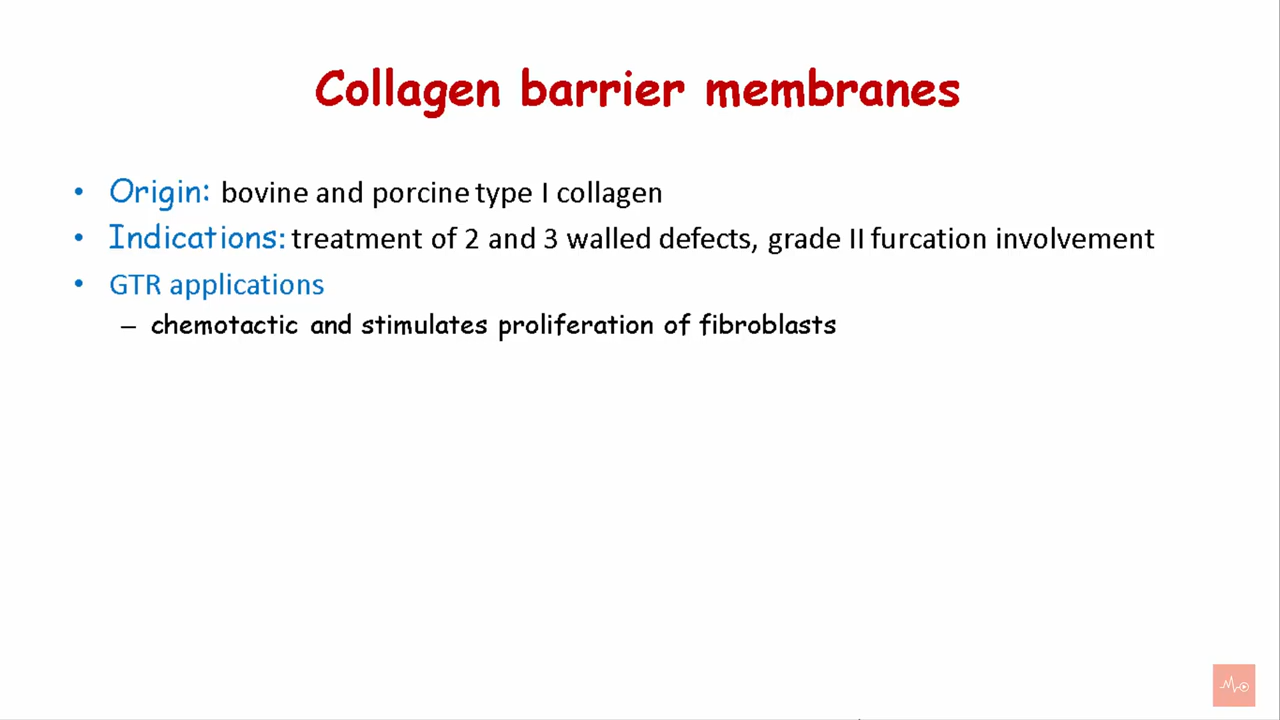 Collagen barrier membranes
• Origin: bovine and porcine type I collagen
• Indications: treatment of 2 and 3 walled defects, grade II furcation involvement
• GTR applications
– chemotactic and stimulates proliferation of fibroblasts